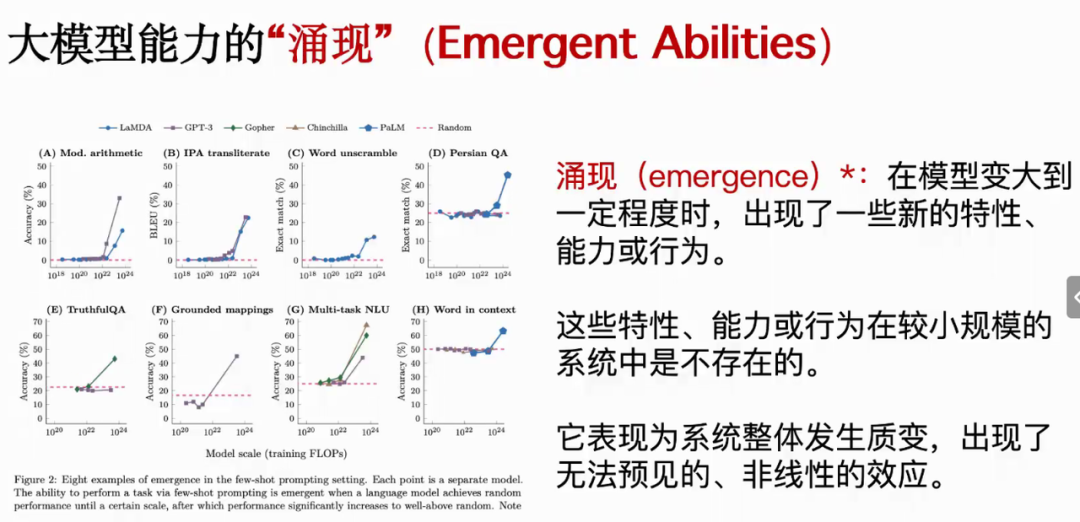 大模型能力的“涌现” (Emergent Abilities)
LaMDA GPT-3 Gopher Chinchilla PaLM Random
(A) Mod. arithmetic
Accuracy (%)
50
40
30
20
10
0
10^18 10^20 10^22 10^24
(B) IPA transliterate
BLEU (%)
50
40
30
20
10
0
10^18 10^20 10^22 10^24
(C) Word unscramble
Exact match (%)
50
40
30
20
10
0
10^18 10^20 10^22 10^24
(D) Persian QA
Exact match (%)
50
40
30
20
10
0
10^18 10^20 10^22 10^24
(E) TruthfulQA
Accuracy (%)
70
60
50
40
30
20
10
0
10^20 10^22 10^24
(F) Grounded mappings
Accuracy (%)
70
60
50
40
30
20
10
0
10^20 10^22 10^24
(G) Multi-task NLU
Accuracy (%)
70
60
50
40
30
20
10
0
10^20 10^22 10^24
(H) Word in context
Accuracy (%)
70
60
50
40
30
20
10
0
10^20 10^22 10^24
Model scale (training FLOPs)
Figure 2: Eight examples of emergence in the few-shot prompting setting. Each point is a separate model.
The ability to perform a task via few-shot prompting is emergent when a language model achieves random
performance until a certain scale, after which performance significantly increases to well-above random. Note
涌现（emergence）*：在模型变大到
一定程度时，出现了一些新的特性、
能力或行为。
这些特性、能力或行为在较小规模的
系统中是不存在的。
它表现为系统整体发生质变，出现了
无法预见的、非线性的效应。